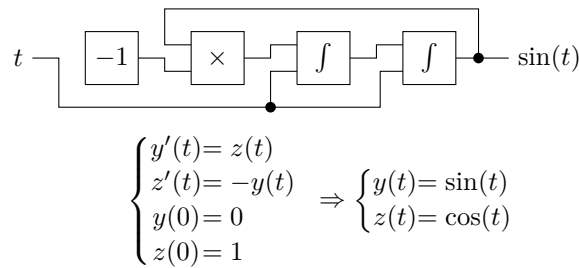 t −1 × ∫ ∫ sin(t)
y′(t)= z(t)
z′(t)= −y(t)
y(0)= 0
z(0)= 1
⇒
y(t)= sin(t)
z(t)= cos(t)